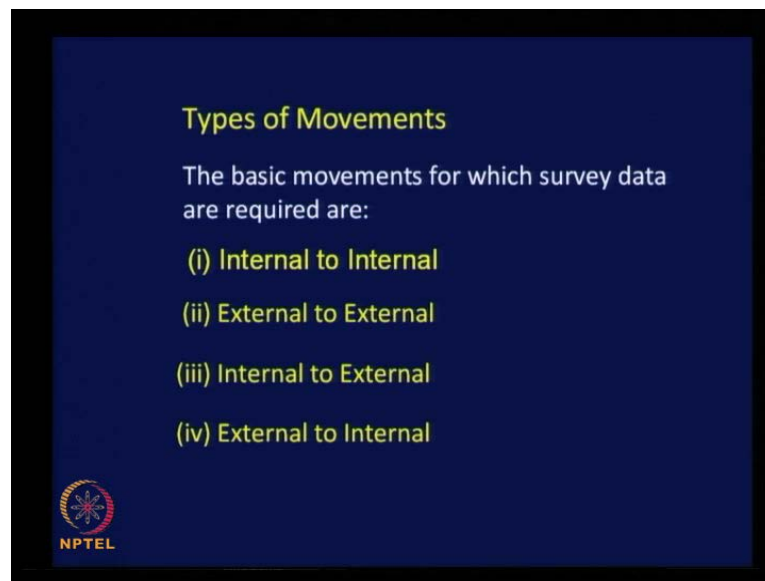 Types of Movements
The basic movements for which survey data
are required are:
(i) Internal to Internal
(ii) External to External
(iii) Internal to External
(iv) External to Internal
NPTEL